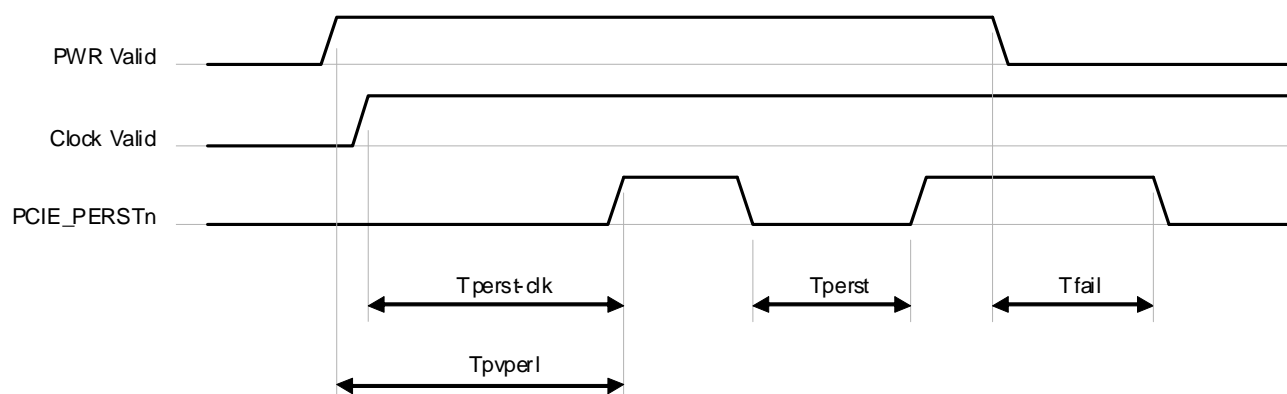 PWR Valid
Clock Valid
PCIE_PERSTn
Tperst-clk
Tperst
Tfail
Tpvperl